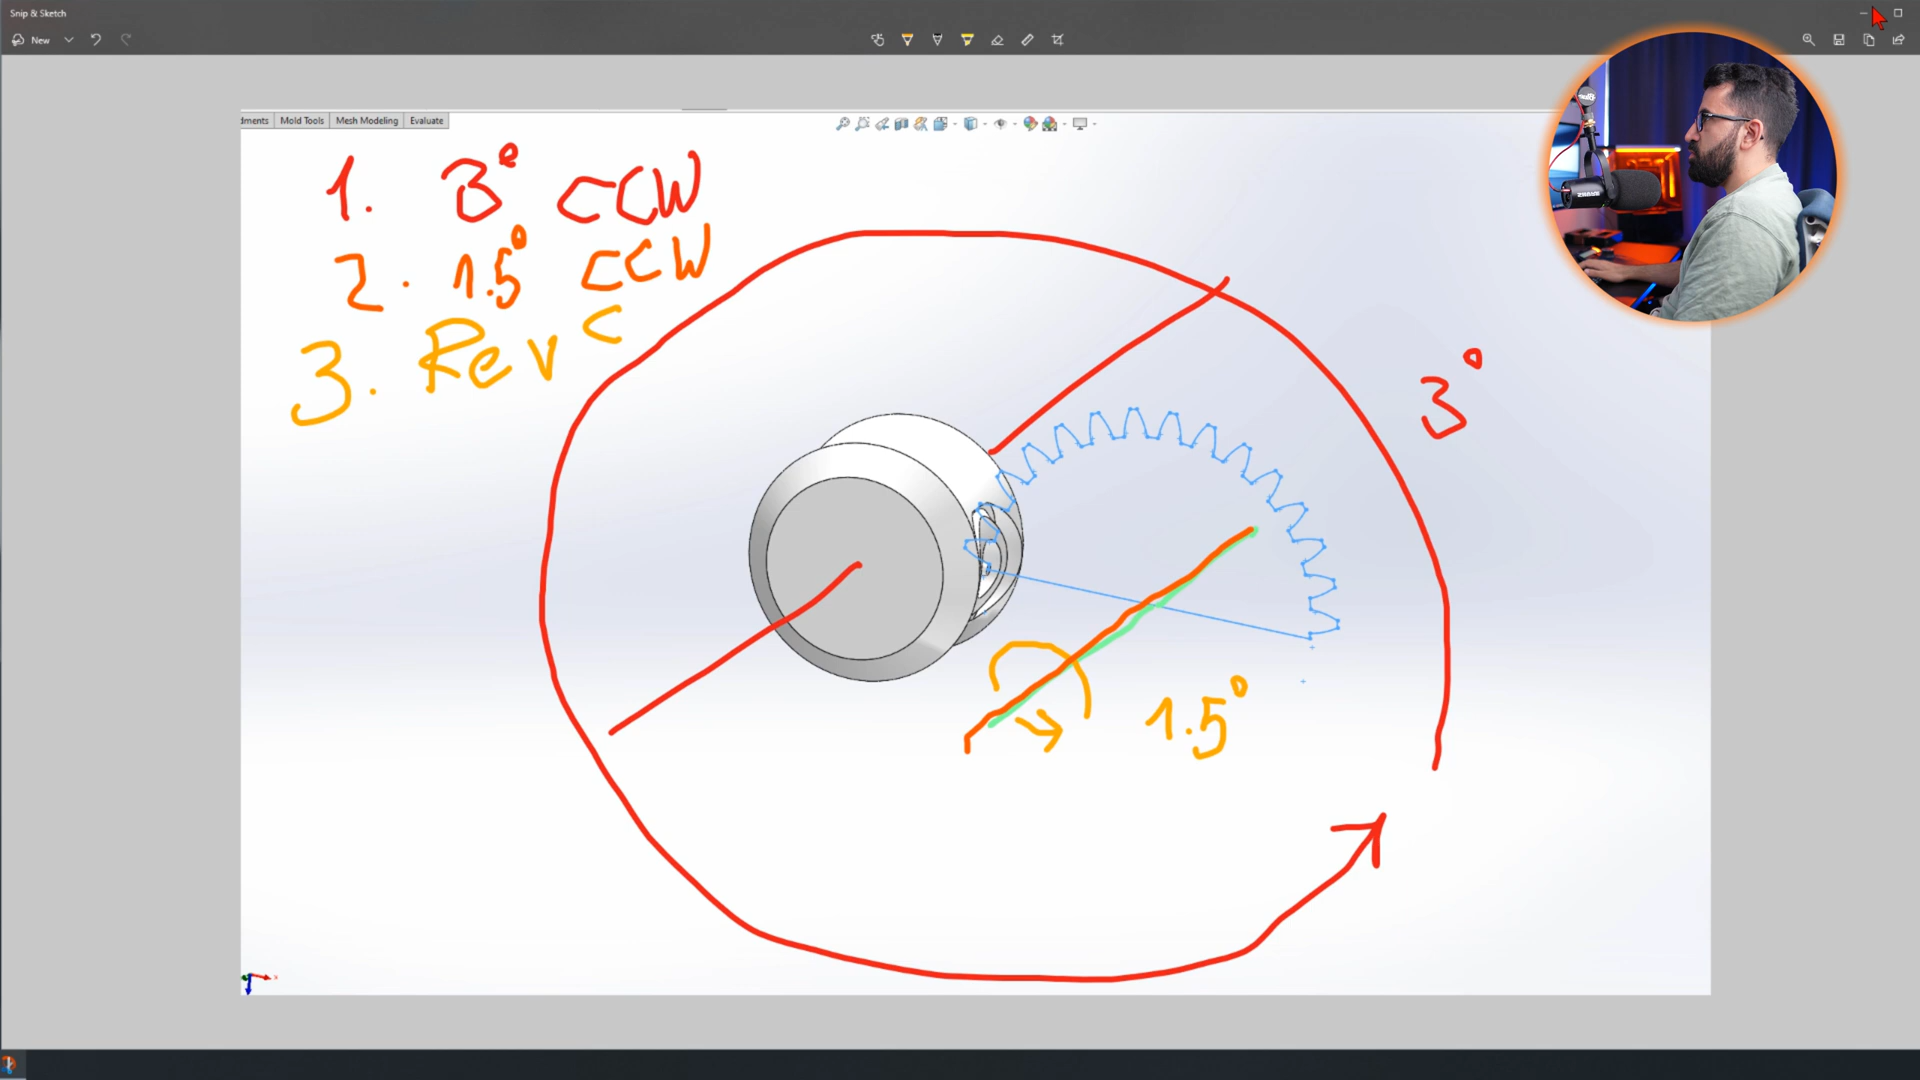 Snip & Sketch
New
dments Mold Tools Mesh Modeling Evaluate
1. 3° CCW
2. 1.5° CCW
3. Rev C
3°
1.5°